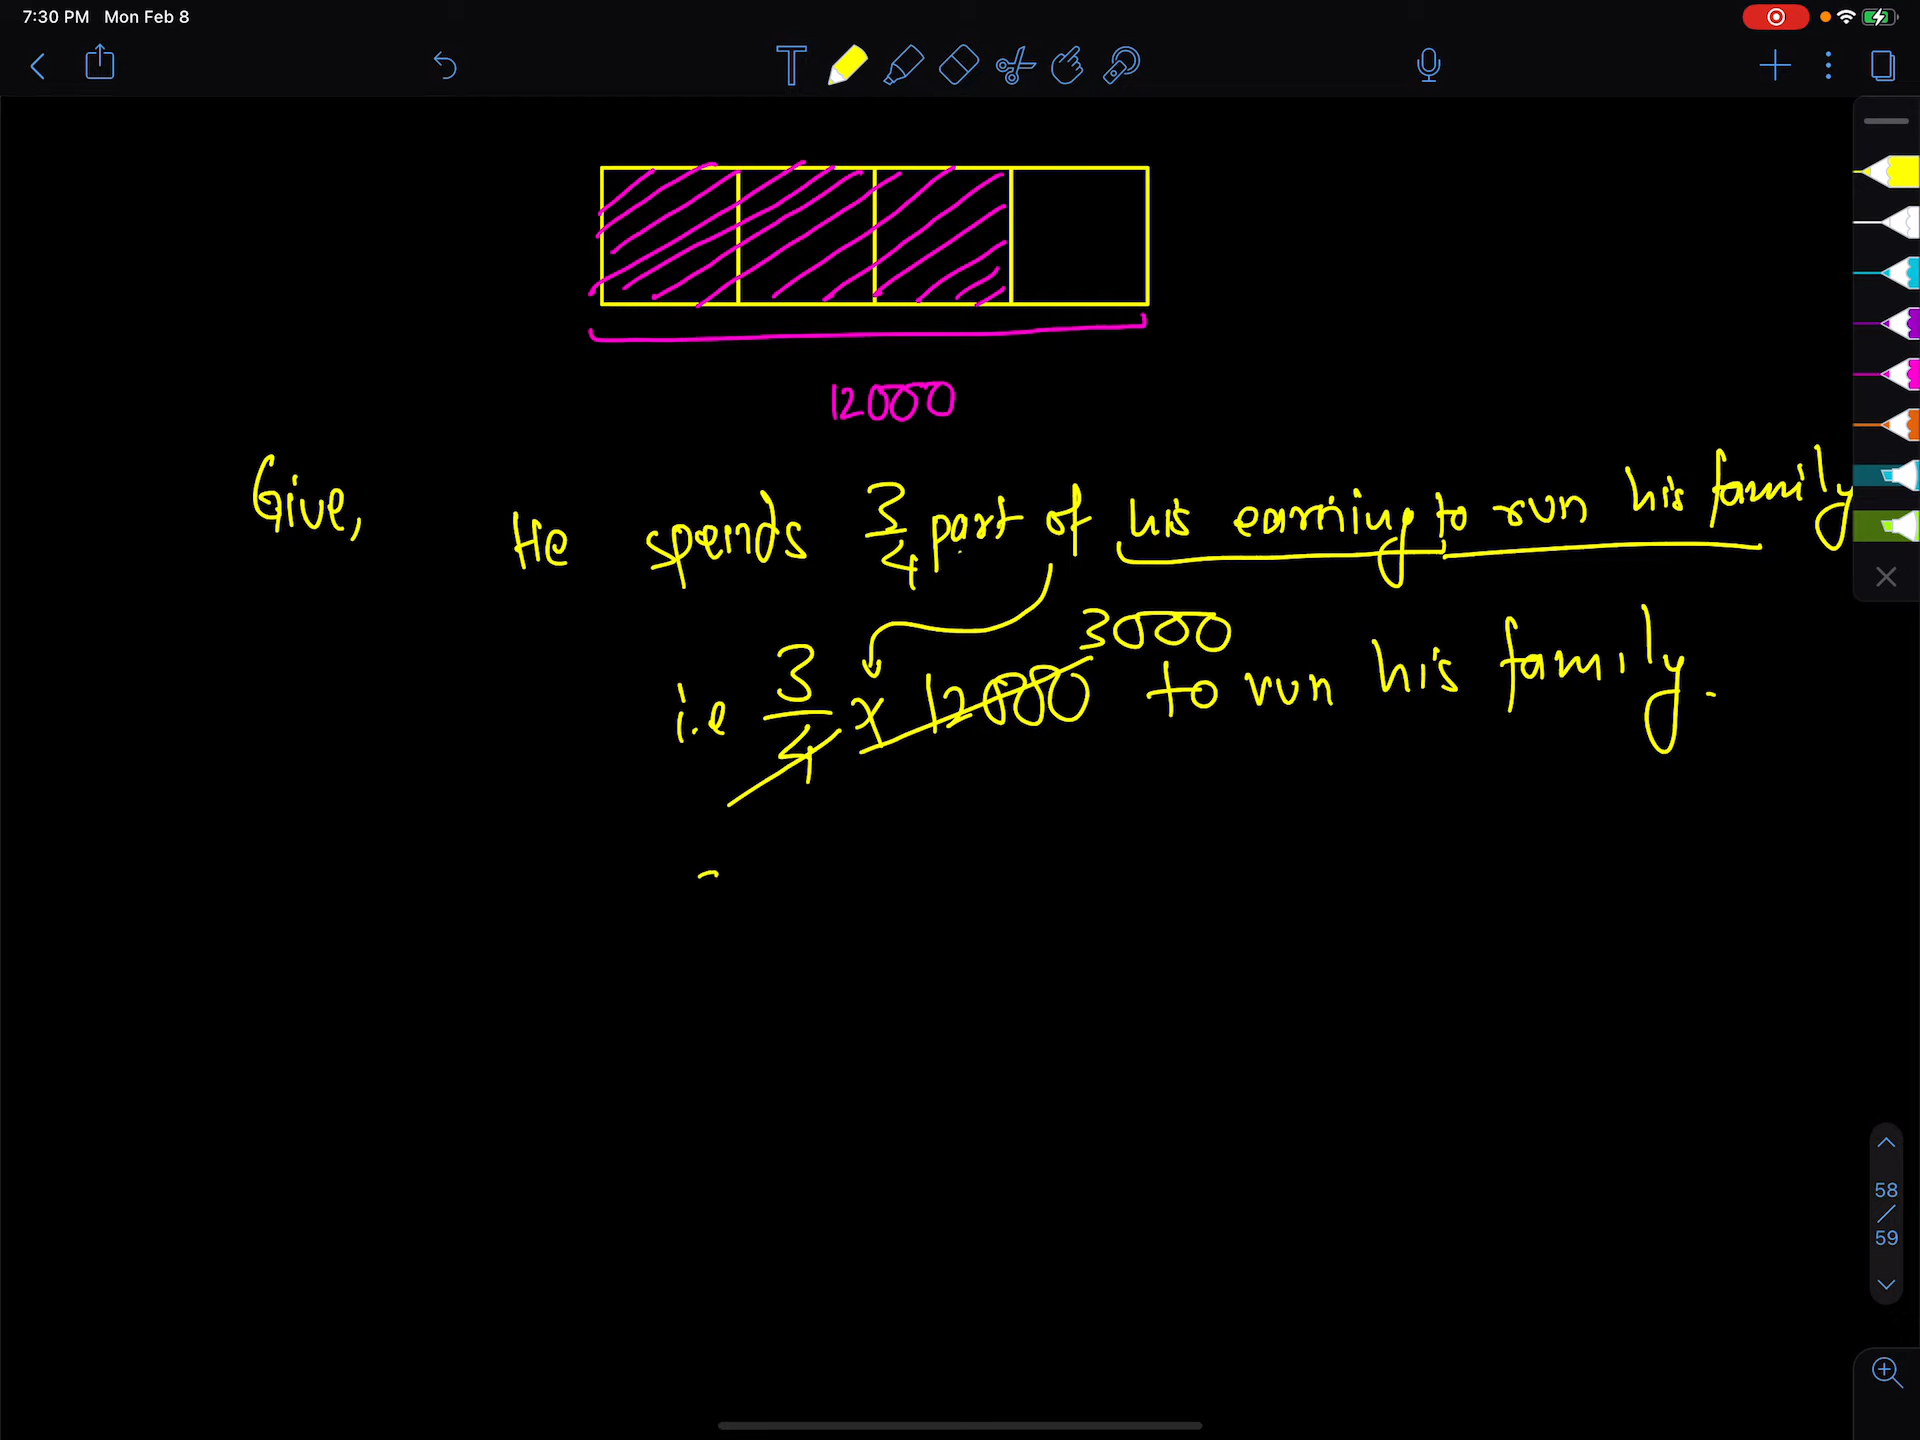 7:30 PM Mon Feb 8
12000
Give,
He spends 3/4 part of his earning to run his family
3000
i.e 3/4 x 12000 to run his family.
58
/
59